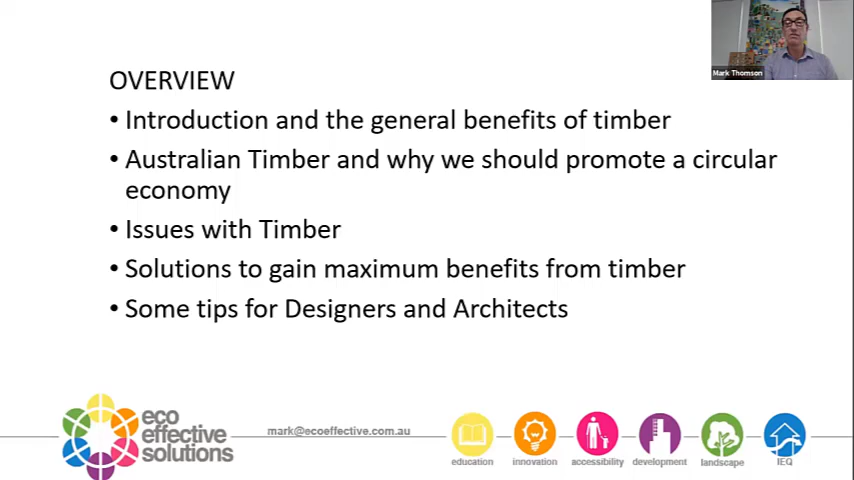 Mark Thomson
OVERVIEW
• Introduction and the general benefits of timber
• Australian Timber and why we should promote a circular
economy
• Issues with Timber
• Solutions to gain maximum benefits from timber
• Some tips for Designers and Architects
eco
effective
solutions
mark@ecoeffective.com.au
education
innovation
accessibility
development
landscape
IEQ